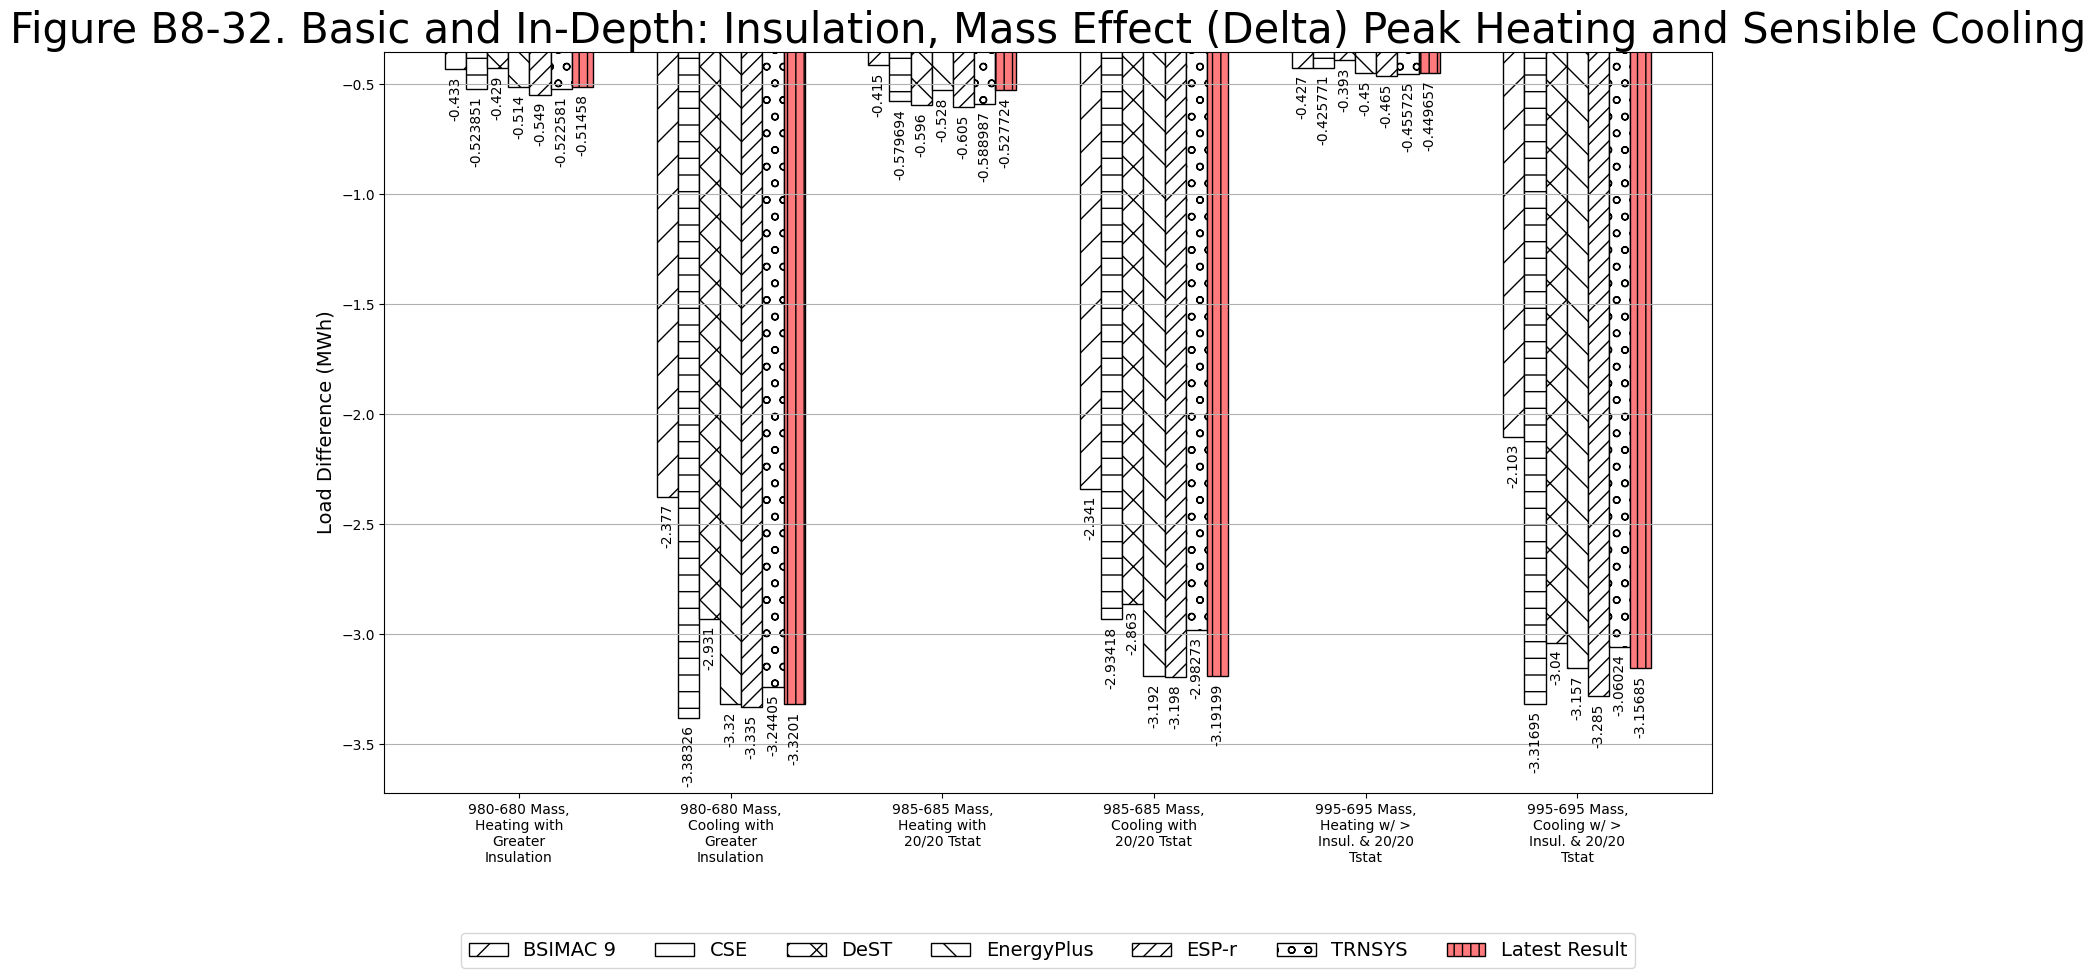 Figure B8-32. Basic and In-Depth: Insulation, Mass Effect (Delta) Peak Heating and Sensible Cooling
Load Difference (MWh)
−0.5
−1.0
−1.5
−2.0
−2.5
−3.0
−3.5
-0.433
-0.523851
-0.429
-0.514
-0.549
-0.522581
-0.51458
-2.377
-3.38326
-2.931
-3.32
-3.335
-3.24405
-3.3201
-0.415
-0.579694
-0.596
-0.528
-0.605
-0.588987
-0.527724
-2.341
-2.93418
-2.863
-3.192
-3.198
-2.98273
-3.19199
-0.427
-0.425771
-0.393
-0.45
-0.465
-0.455725
-0.449657
-2.103
-3.31695
-3.04
-3.157
-3.285
-3.06024
-3.15685
980-680 Mass,
Heating with
Greater
Insulation
980-680 Mass,
Cooling with
Greater
Insulation
985-685 Mass,
Heating with
20/20 Tstat
985-685 Mass,
Cooling with
20/20 Tstat
995-695 Mass,
Heating w/ >
Insul. & 20/20
Tstat
995-695 Mass,
Cooling w/ >
Insul. & 20/20
Tstat
BSIMAC 9
CSE
DeST
EnergyPlus
ESP-r
TRNSYS
Latest Result